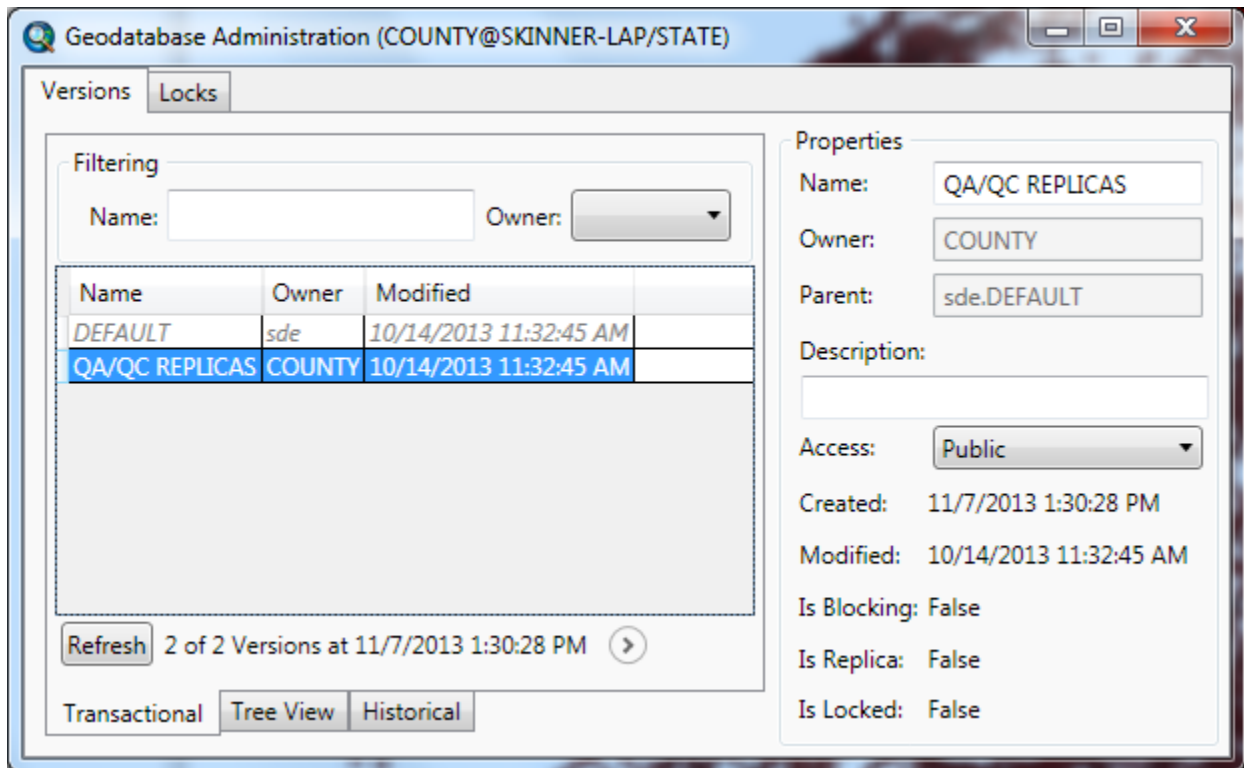 Geodatabase Administration (COUNTY@SKINNER-LAP/STATE)
Versions Locks
Filtering
Name: Owner:
Name Owner Modified
DEFAULT sde 10/14/2013 11:32:45 AM
QA/QC REPLICAS COUNTY 10/14/2013 11:32:45 AM
Refresh 2 of 2 Versions at 11/7/2013 1:30:28 PM
Transactional Tree View Historical
Properties
Name: QA/QC REPLICAS
Owner: COUNTY
Parent: sde.DEFAULT
Description:
Access: Public
Created: 11/7/2013 1:30:28 PM
Modified: 10/14/2013 11:32:45 AM
Is Blocking: False
Is Replica: False
Is Locked: False